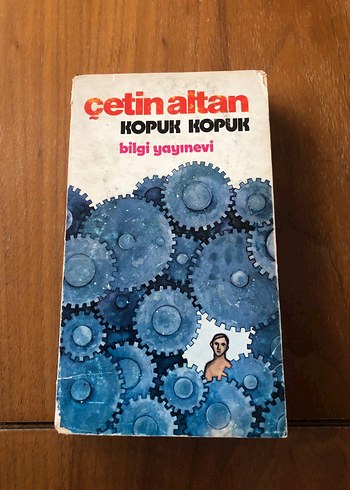 çetin altan
KOPUK KOPUK
bilgi yayınevi